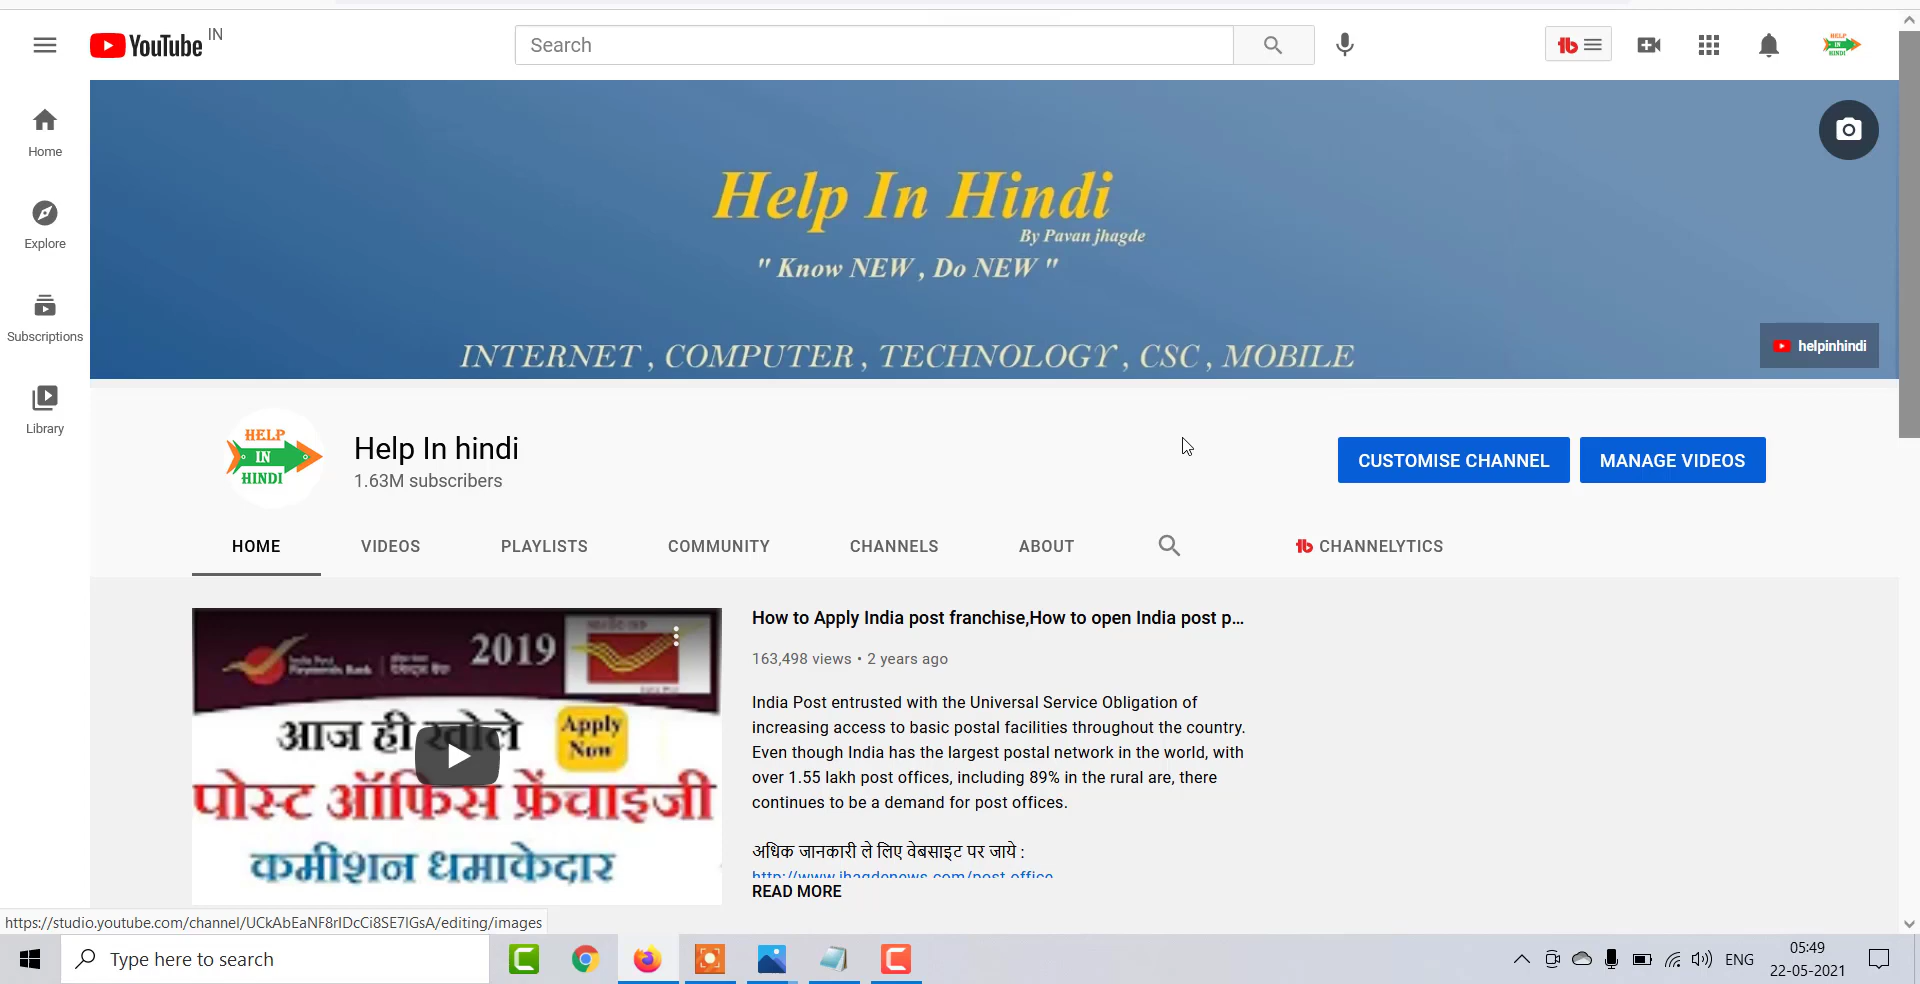 YouTube IN
Search
Home
Explore
Subscriptions
Library
Help In Hindi
By Pavan jhagde
" Know NEW , Do NEW "
INTERNET , COMPUTER , TECHNOLOGY , CSC , MOBILE
helpinhindi
HELP
IN
HINDI
Help In hindi
1.63M subscribers
CUSTOMISE CHANNEL
MANAGE VIDEOS
HOME VIDEOS PLAYLISTS COMMUNITY CHANNELS ABOUT CHANNELYTICS
2019
आज ही खोले
Apply
Now
पोस्ट ऑफिस फ्रेंचाइजी
कमीशन धमाकेदार
How to Apply India post franchise,How to open India post p...
163,498 views • 2 years ago
India Post entrusted with the Universal Service Obligation of
increasing access to basic postal facilities throughout the country.
Even though India has the largest postal network in the world, with
over 1.55 lakh post offices, including 89% in the rural are, there
continues to be a demand for post offices.
अधिक जानकारी ले लिए वेबसाइट पर जाये :
http://www.jhagdenews.com/post-office
READ MORE
https://studio.youtube.com/channel/UCkAbEaNF8rIDcCi8SE7IGsA/editing/images
Type here to search
ENG
05:49
22-05-2021